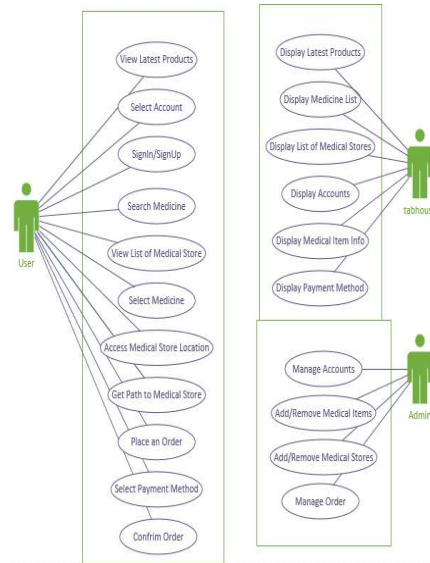 View Latest Products
Select Account
SignIn/SignUp
Search Medicine
View List of Medical Store
Select Medicine
Access Medical Store Location
Get Path to Medical Store
Place an Order
Select Payment Method
Confrim Order
User
Display Latest Products
Display Medicine List
Display List of Medical Stores
Display Accounts
Display Medical Item Info
Display Payment Method
tabhous
Manage Accounts
Add/Remove Medical Items
Add/Remove Medical Stores
Manage Order
Admin